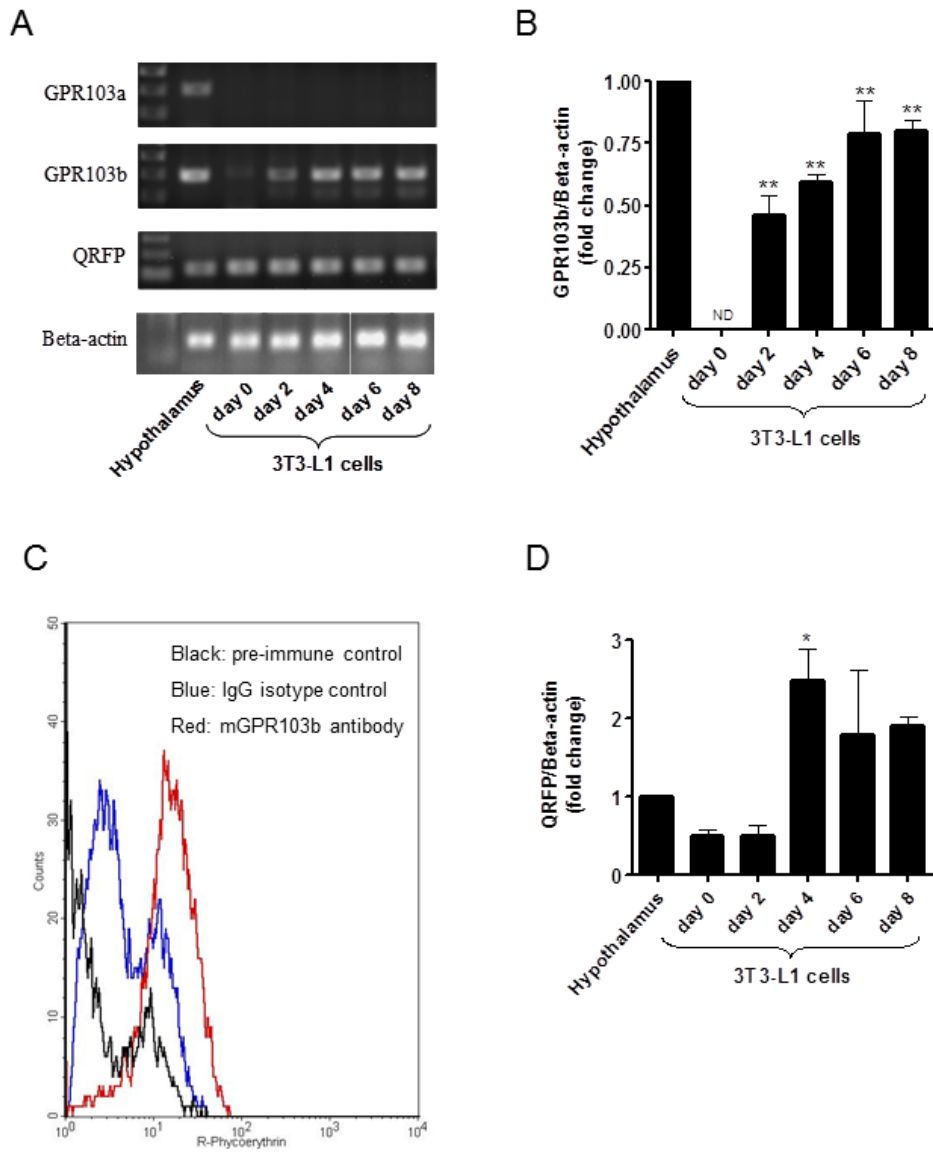 A
GPR103a
GPR103b
QRFP
Beta-actin
Hypothalamus
day 0
day 2
day 4
day 6
day 8
3T3-L1 cells
B
GPR103b/Beta-actin
(fold change)
1.00
0.75
0.50
0.25
0.00
ND
**
**
**
**
Hypothalamus
day 0
day 2
day 4
day 6
day 8
3T3-L1 cells
C
Counts
50
40
30
20
10
0
Black: pre-immune control
Blue: IgG isotype control
Red: mGPR103b antibody
10⁰
10¹
10²
10³
10⁴
R-Phycoerythrin
D
QRFP/Beta-actin
(fold change)
3
2
1
0
*
Hypothalamus
day 0
day 2
day 4
day 6
day 8
3T3-L1 cells